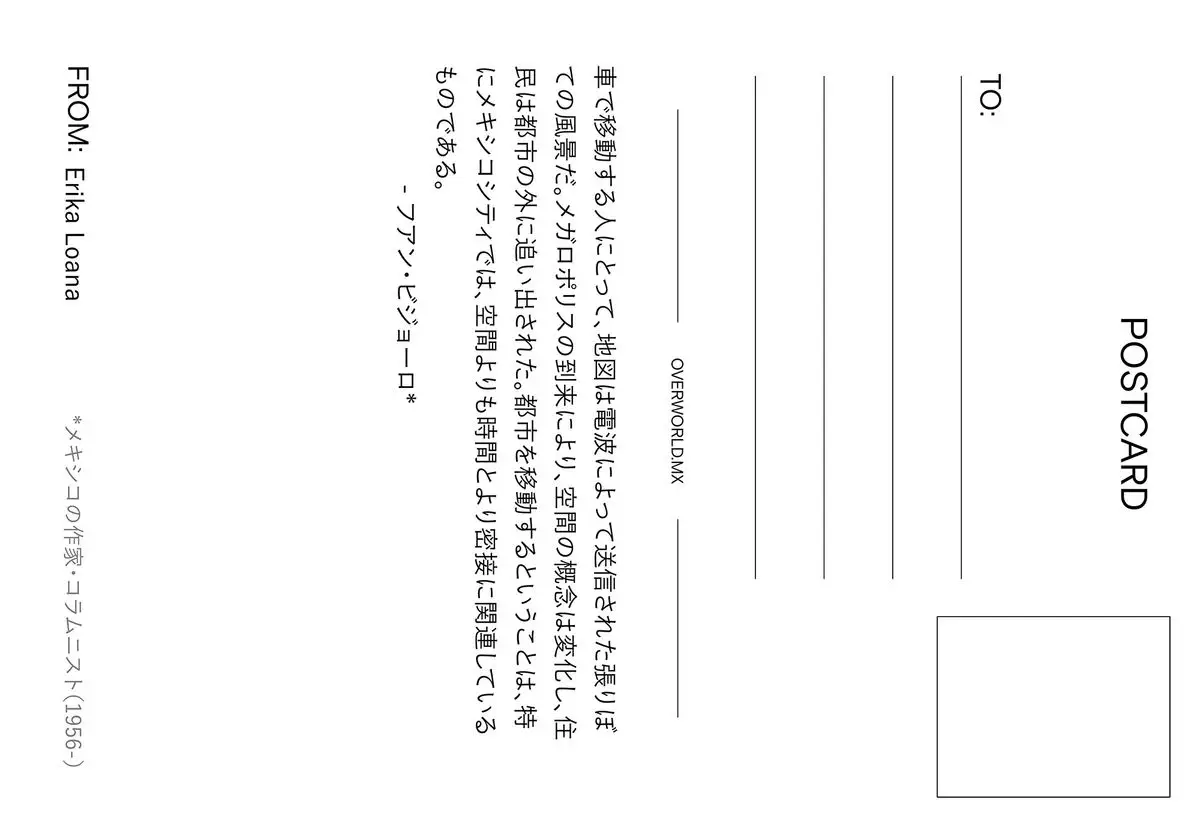 POSTCARD
TO:
OVERWORLD.MX
車で移動する人にとって、地図は電波によって送信された張りぼ
ての風景だ。メガロポリスの到来により、空間の概念は変化し、住
民は都市の外に追い出された。都市を移動するということは、特
にメキシコシティでは、空間よりも時間とより密接に関連している
ものである。
- フアン・ビジョーロ*
FROM: Erika Loana
*メキシコの作家・コラムニスト(1956-)